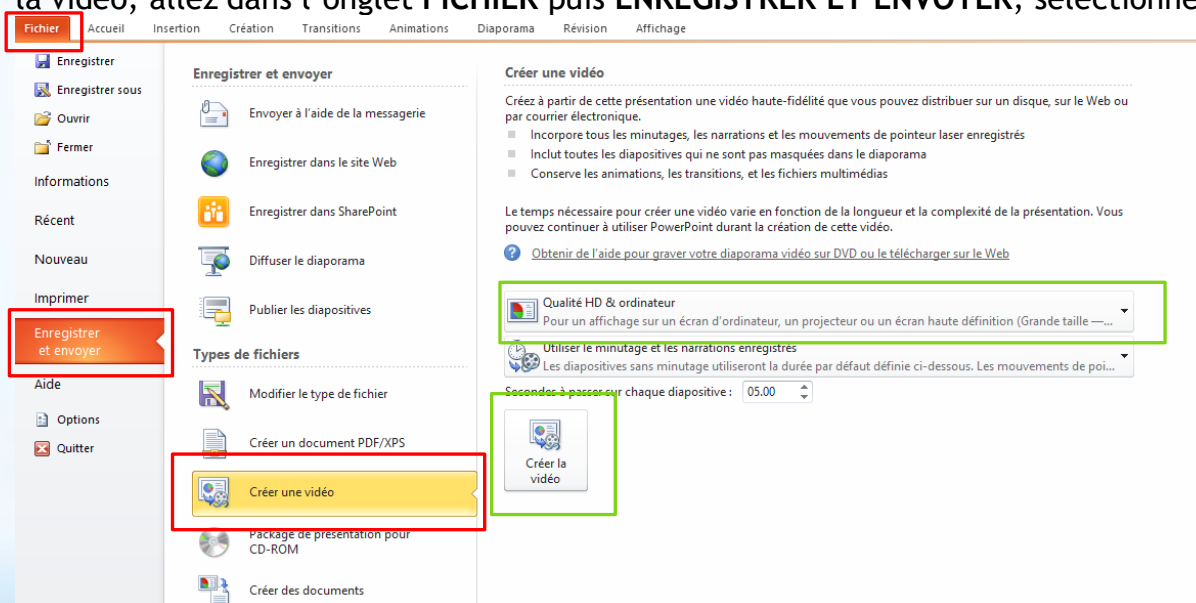 la vidéo, allez dans l'onglet FICHIER puis ENREGISTRER ET ENVOYER, sélectionne
Fichier Accueil Insertion Création Transitions Animations Diaporama Révision Affichage
Enregistrer
Enregistrer sous
Ouvrir
Fermer
Informations
Récent
Nouveau
Imprimer
Enregistrer
et envoyer
Aide
Options
Quitter
Enregistrer et envoyer
Envoyer à l'aide de la messagerie
Enregistrer dans le site Web
Enregistrer dans SharePoint
Diffuser le diaporama
Publier les diapositives
Types de fichiers
Modifier le type de fichier
Créer un document PDF/XPS
Créer une vidéo
Package de présentation pour
CD-ROM
Créer des documents
Créer une vidéo
Créez à partir de cette présentation une vidéo haute-fidélité que vous pouvez distribuer sur un disque, sur le Web ou
par courrier électronique.
Incorpore tous les minutages, les narrations et les mouvements de pointeur laser enregistrés
Inclut toutes les diapositives qui ne sont pas masquées dans le diaporama
Conserve les animations, les transitions, et les fichiers multimédias
Le temps nécessaire pour créer une vidéo varie en fonction de la longueur et la complexité de la présentation. Vous
pouvez continuer à utiliser PowerPoint durant la création de cette vidéo.
Obtenir de l'aide pour graver votre diaporama vidéo sur DVD ou le télécharger sur le Web
Qualité HD & ordinateur
Pour un affichage sur un écran d'ordinateur, un projecteur ou un écran haute définition (Grande taille —...
Utiliser le minutage et les narrations enregistrés
Les diapositives sans minutage utiliseront la durée par défaut définie ci-dessous. Les mouvements de poi...
Secondes à passer sur chaque diapositive : 05.00
Créer la
vidéo